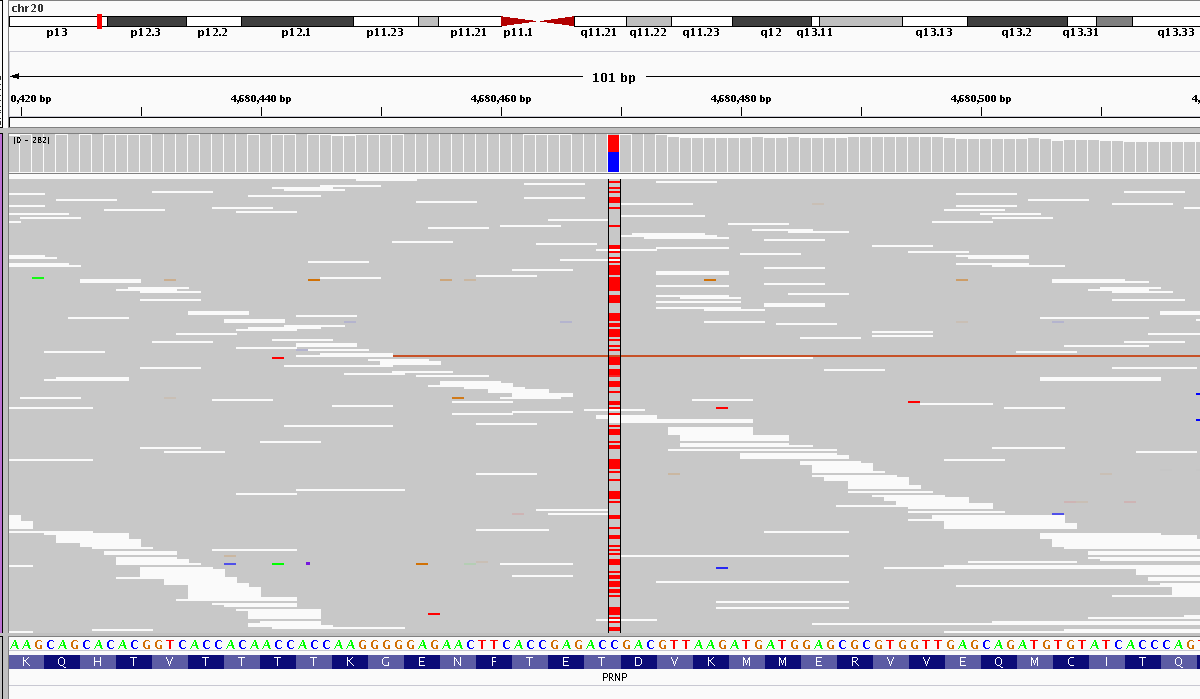 chr20
p13 p12.3 p12.2 p12.1 p11.23 p11.21 p11.1 q11.21 q11.22 q11.23 q12 q13.11 q13.13 q13.2 q13.31 q13.33
101 bp
0,420 bp 4,680,440 bp 4,680,460 bp 4,680,480 bp 4,680,500 bp 4,
[0 - 282]
AAGCAGCACACGGTCACCACAACCACCAAGGGGGAGAACTTCACCGAGACCGACGTTAAGATGATGGAGCGCGTGGTTGAGCAGATGTGTATCACCCAGT
K Q H T V T T T T K G E N F T E T D V K M M E R V V E Q M C I T Q
PRNP